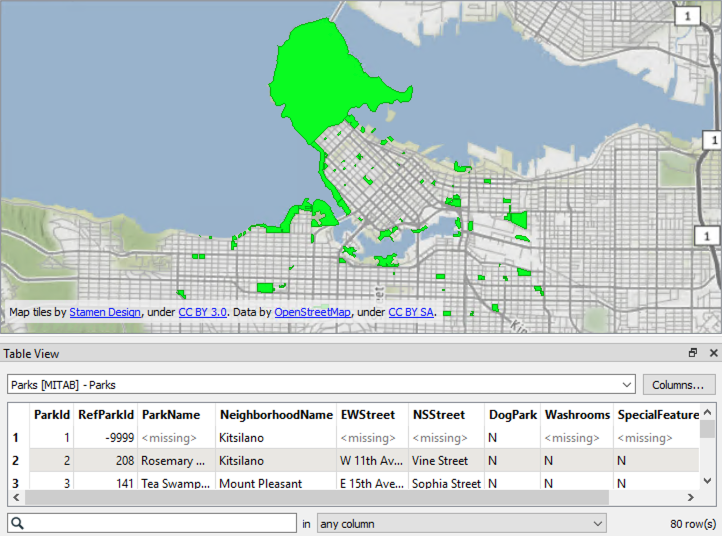 1
1
1
Map tiles by Stamen Design, under CC BY 3.0. Data by OpenStreetMap, under CC BY SA.
Table View
Parks [MITAB] - Parks
Columns...
ParkId RefParkId ParkName NeighborhoodName EWStreet NSStreet DogPark Washrooms SpecialFeature
1 1 -9999 <missing> Kitsilano <missing> <missing> N <missing> <missing>
2 2 208 Rosemary ... Kitsilano W 11th Av... Vine Street N N N
3 3 141 Tea Swamp... Mount Pleasant E 15th Ave... Sophia Street N N N
in any column 80 row(s)